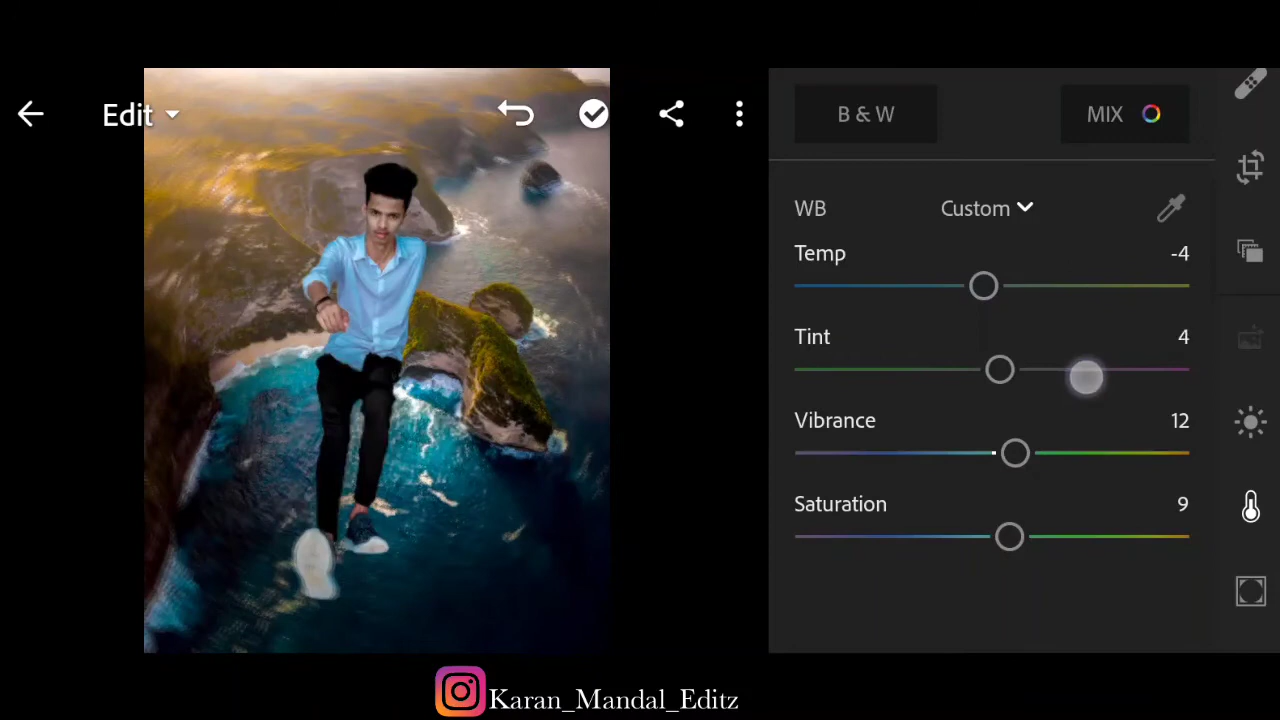 Edit
B & W
MIX
WB
Custom
Temp
-4
Tint
4
Vibrance
12
Saturation
9
Karan_Mandal_Editz